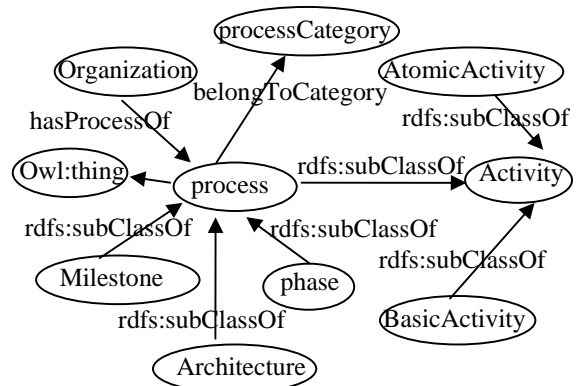 processCategory
Organization
AtomicActivity
belongToCategory
hasProcessOf
rdfs:subClassOf
Owl:thing
rdfs:subClassOf
Activity
process
rdfs:subClassOf
rdfs:subClassOf
rdfs:subClassOf
Milestone
phase
rdfs:subClassOf
BasicActivity
Architecture